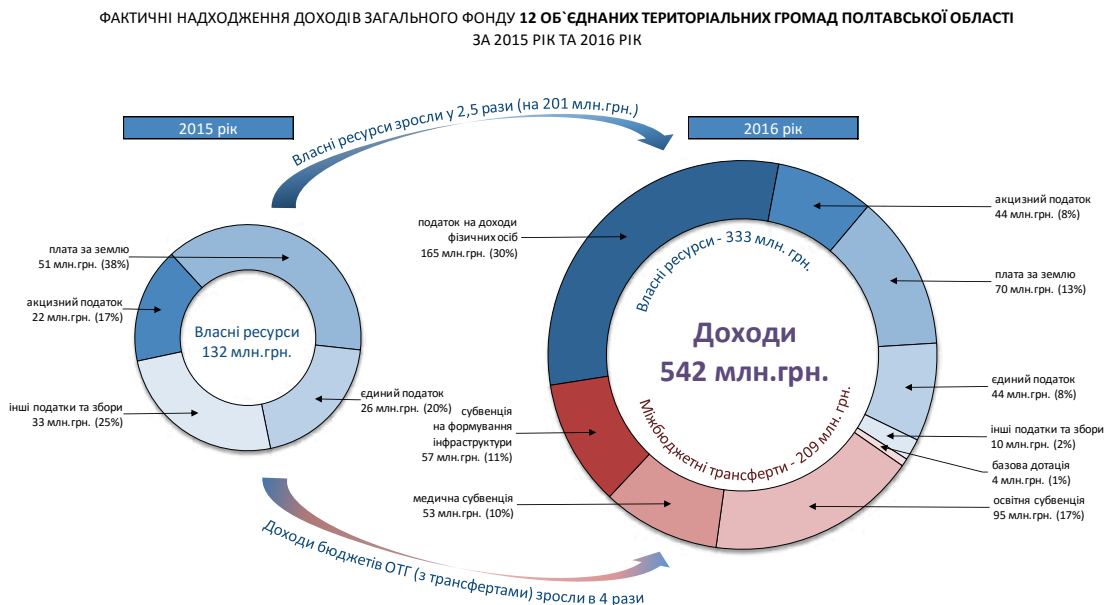 ФАКТИЧНІ НАДХОДЖЕННЯ ДОХОДІВ ЗАГАЛЬНОГО ФОНДУ 12 ОБ`ЄДНАНИХ ТЕРИТОРІАЛЬНИХ ГРОМАД ПОЛТАВСЬКОЇ ОБЛАСТІ
ЗА 2015 РІК ТА 2016 РІК
Власні ресурси зросли у 2,5 рази (на 201 млн.грн.)
2015 рік
плата за землю
51 млн.грн. (38%)
акцизний податок
22 млн.грн. (17%)
інші податки та збори
33 млн.грн. (25%)
єдиний податок
26 млн.грн. (20%)
Власні ресурси
132 млн.грн.
2016 рік
податок на доходи
фізичних осіб
165 млн.грн. (30%)
субвенція
на формування
інфраструктури
57 млн.грн. (11%)
медична субвенція
53 млн.грн. (10%)
Власні ресурси - 333 млн. грн.
Доходи
542 млн.грн.
Міжбюджетні трансферти - 209 млн. грн.
акцизний податок
44 млн.грн. (8%)
плата за землю
70 млн.грн. (13%)
єдиний податок
44 млн.грн. (8%)
інші податки та збори
10 млн.грн. (2%)
базова дотація
4 млн.грн. (1%)
освітня субвенція
95 млн.грн. (17%)
Доходи бюджетів ОТГ (з трансфертами) зросли в 4 рази